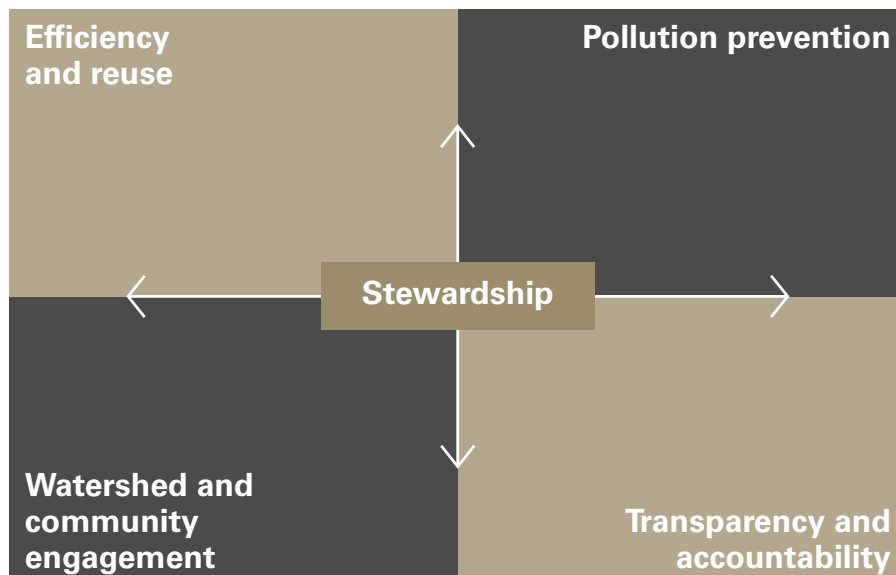 Efficiency
and reuse
Pollution prevention
Stewardship
Watershed and
community
engagement
Transparency and
accountability